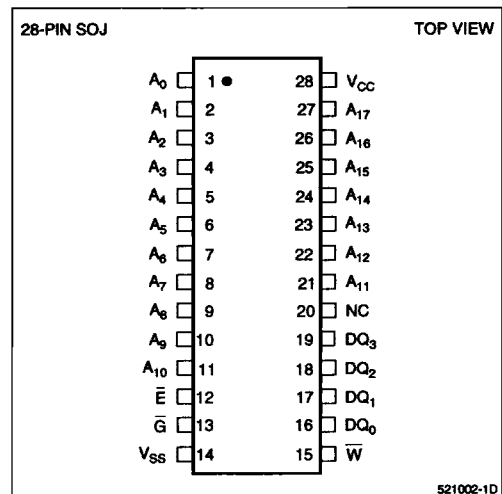 28-PIN SOJ TOP VIEW
A0 1 28 VCC
A1 2 27 A17
A2 3 26 A16
A3 4 25 A15
A4 5 24 A14
A5 6 23 A13
A6 7 22 A12
A7 8 21 A11
A8 9 20 NC
A9 10 19 DQ3
A10 11 18 DQ2
E̅ 12 17 DQ1
G̅ 13 16 DQ0
VSS 14 15 W̅
521002-1D